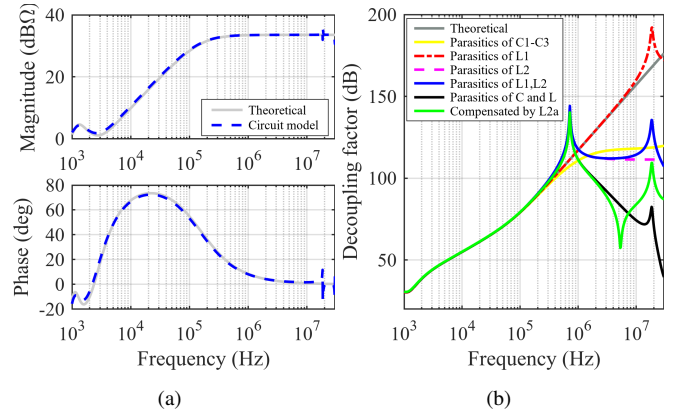 40
20
0
Magnitude (dBΩ)
Theoretical
Circuit model
10^3 10^4 10^5 10^6 10^7
80
60
40
20
0
-20
Phase (deg)
10^3 10^4 10^5 10^6 10^7
Frequency (Hz)
(a)
200
150
100
50
Decoupling factor (dB)
Theoretical
Parasitics of C1-C3
Parasitics of L1
Parasitics of L2
Parasitics of L1,L2
Parasitics of C and L
Compensated by L2a
10^3 10^4 10^5 10^6 10^7
Frequency (Hz)
(b)